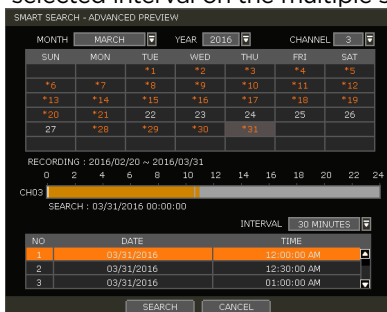 selected interval on the multiple s
SMART SEARCH - ADVANCED PREVIEW
MONTH MARCH YEAR 2016 CHANNEL 3
SUN MON TUE WED THU FRI SAT
*1 *2 *3 *4 *5
*6 *7 *8 *9 *10 *11 *12
*13 *14 *15 *16 *17 *18 *19
*20 *21 22 23 24 25 26
27 *28 *29 *30 *31
RECORDING : 2016/02/20 ~ 2016/03/31
0 2 4 6 8 10 12 14 16 18 20 22 24
CH03
SEARCH : 03/31/2016 00:00:00
INTERVAL 30 MINUTES
NO DATE TIME
1 03/31/2016 12:00:00 AM
2 03/31/2016 12:30:00 AM
3 03/31/2016 01:00:00 AM
SEARCH CANCEL